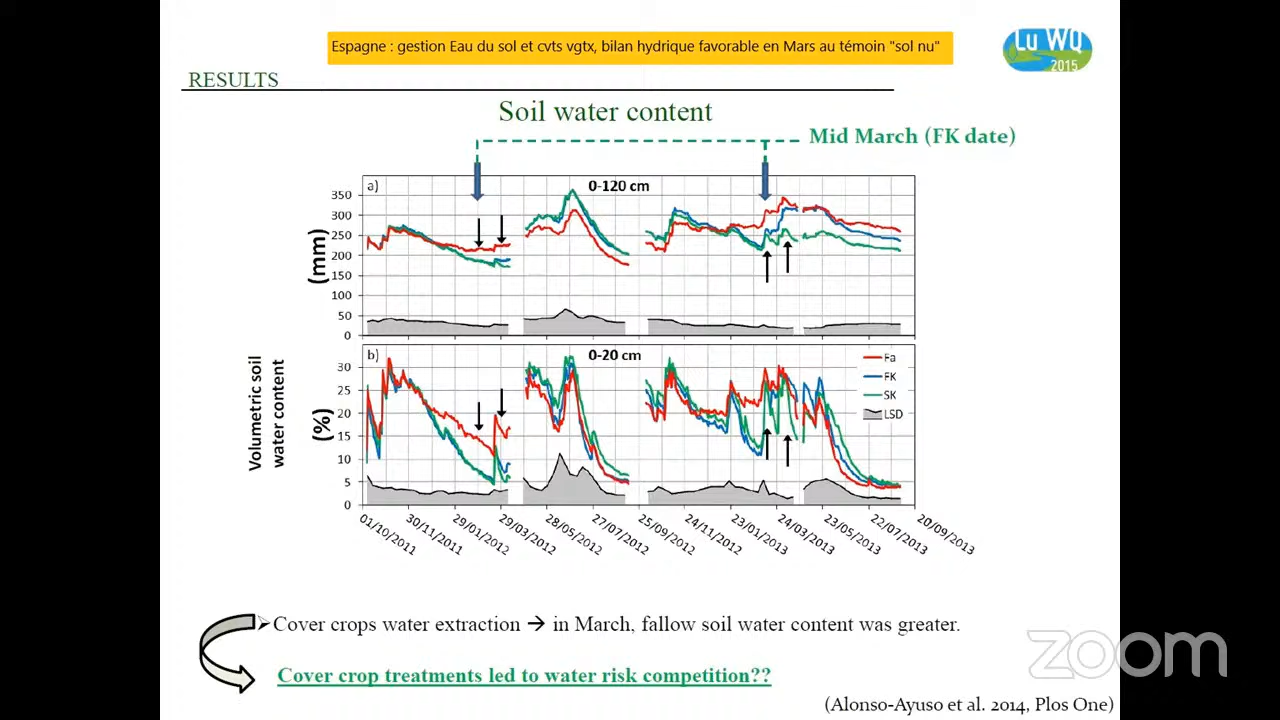 Espagne : gestion Eau du sol et cvts vgtx, bilan hydrique favorable en Mars au témoin "sol nu"
Lu WQ
2015
RESULTS
Soil water content
Mid March (FK date)
a)
0-120 cm
350
300
250
200
150
100
50
0
(mm)
b)
0-20 cm
30
25
20
15
10
5
0
Volumetric soil
water content
(%)
Fa
FK
SK
LSD
01/10/2011
30/11/2011
29/01/2012
29/03/2012
28/05/2012
27/07/2012
25/09/2012
24/11/2012
23/01/2013
24/03/2013
23/05/2013
22/07/2013
20/09/2013
➢Cover crops water extraction → in March, fallow soil water content was greater.
Cover crop treatments led to water risk competition??
zoom
(Alonso-Ayuso et al. 2014, Plos One)